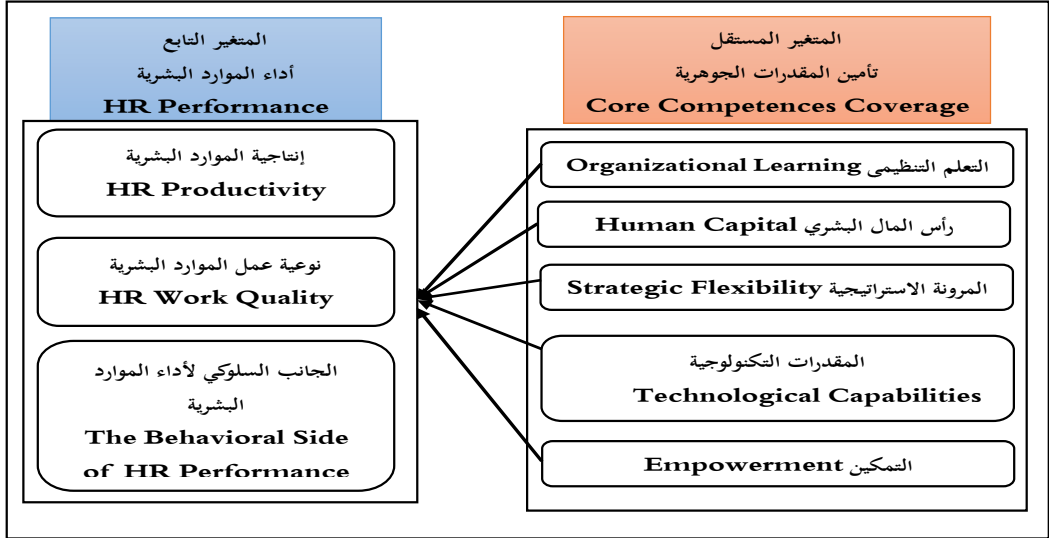 المتغير المستقل
تأمين المقدرات الجوهرية
Core Competences Coverage
التعلم التنظيمى Organizational Learning
رأس المال البشري Human Capital
المرونة الاستراتيجية Strategic Flexibility
المقدرات التكنولوجية
Technological Capabilities
التمكين Empowerment
المتغير التابع
أداء الموارد البشرية
HR Performance
إنتاجية الموارد البشرية
HR Productivity
نوعية عمل الموارد البشرية
HR Work Quality
الجانب السلوكي لأداء الموارد
البشرية
The Behavioral Side
of HR Performance